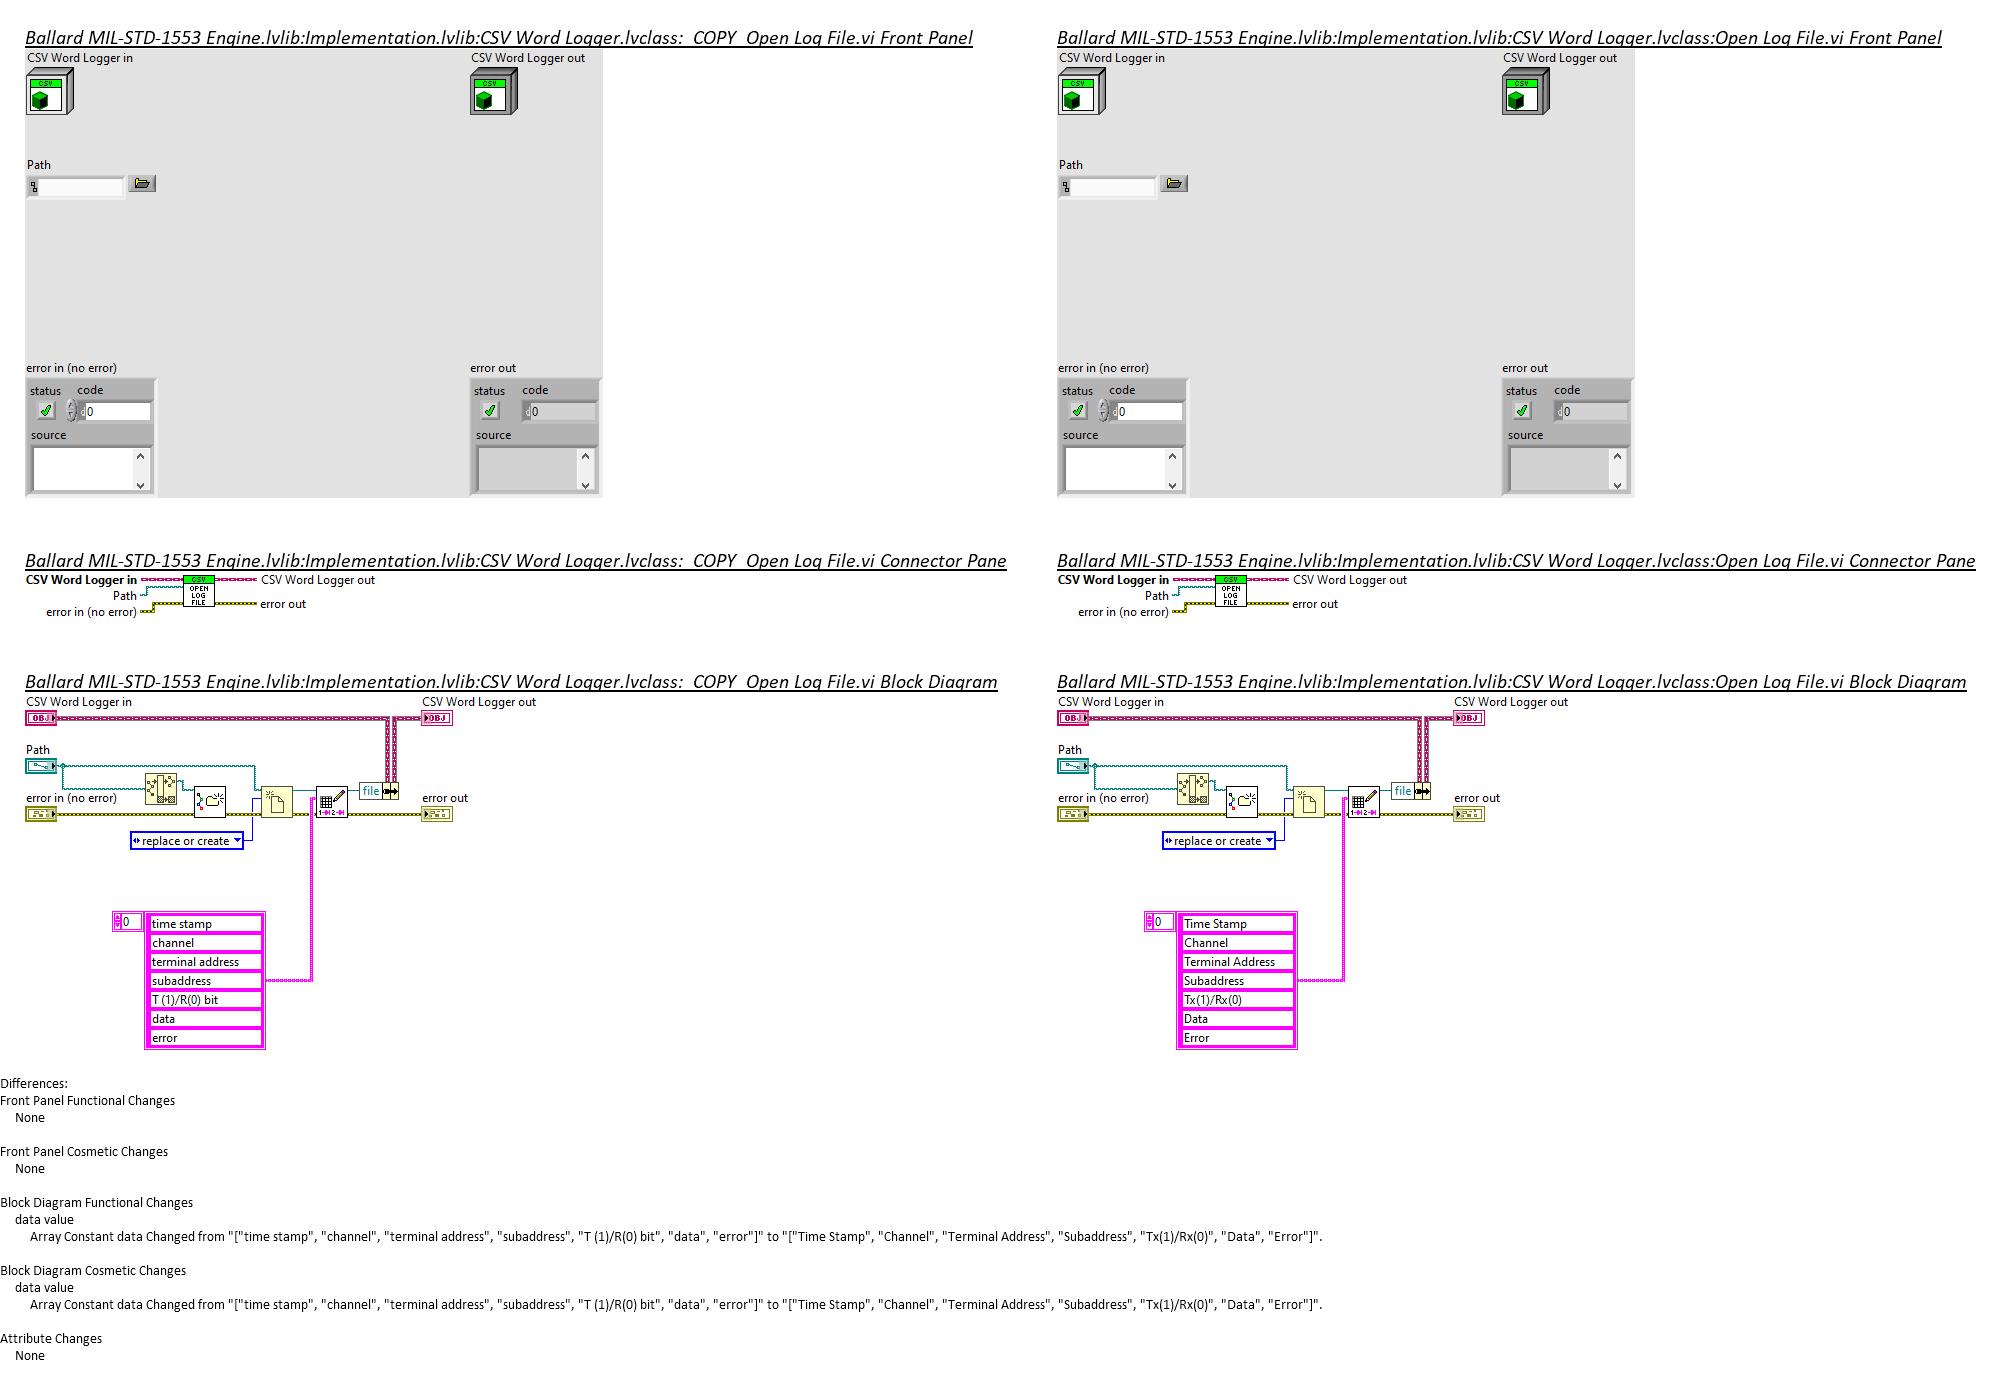 Ballard MIL-STD-1553 Engine.lvlib:Implementation.lvlib:CSV Word Logger.lvclass:_COPY_Open Log File.vi Front Panel
CSV Word Logger in
CSV Word Logger out
CSV
CSV
Path
error in (no error)
error out
status code
0
source
status code
0
source
Ballard MIL-STD-1553 Engine.lvlib:Implementation.lvlib:CSV Word Logger.lvclass:Open Log File.vi Front Panel
CSV Word Logger in
CSV Word Logger out
CSV
CSV
Path
error in (no error)
error out
status code
0
source
status code
0
source
Ballard MIL-STD-1553 Engine.lvlib:Implementation.lvlib:CSV Word Logger.lvclass:_COPY_Open Log File.vi Connector Pane
CSV Word Logger in
Path
error in (no error)
CSV
OPEN
LOG
FILE
CSV Word Logger out
error out
Ballard MIL-STD-1553 Engine.lvlib:Implementation.lvlib:CSV Word Logger.lvclass:Open Log File.vi Connector Pane
CSV Word Logger in
Path
error in (no error)
CSV
OPEN
LOG
FILE
CSV Word Logger out
error out
Ballard MIL-STD-1553 Engine.lvlib:Implementation.lvlib:CSV Word Logger.lvclass:_COPY_Open Log File.vi Block Diagram
CSV Word Logger in
CSV Word Logger out
OBJ
OBJ
Path
file
error in (no error)
error out
replace or create
0
time stamp
channel
terminal address
subaddress
T (1)/R(0) bit
data
error
Ballard MIL-STD-1553 Engine.lvlib:Implementation.lvlib:CSV Word Logger.lvclass:Open Log File.vi Block Diagram
CSV Word Logger in
CSV Word Logger out
OBJ
OBJ
Path
file
error in (no error)
error out
replace or create
0
Time Stamp
Channel
Terminal Address
Subaddress
Tx(1)/Rx(0)
Data
Error
Differences:
Front Panel Functional Changes
None
Front Panel Cosmetic Changes
None
Block Diagram Functional Changes
data value
Array Constant data Changed from "["time stamp", "channel", "terminal address", "subaddress", "T (1)/R(0) bit", "data", "error"]" to "["Time Stamp", "Channel", "Terminal Address", "Subaddress", "Tx(1)/Rx(0)", "Data", "Error"]".
Block Diagram Cosmetic Changes
data value
Array Constant data Changed from "["time stamp", "channel", "terminal address", "subaddress", "T (1)/R(0) bit", "data", "error"]" to "["Time Stamp", "Channel", "Terminal Address", "Subaddress", "Tx(1)/Rx(0)", "Data", "Error"]".
Attribute Changes
None